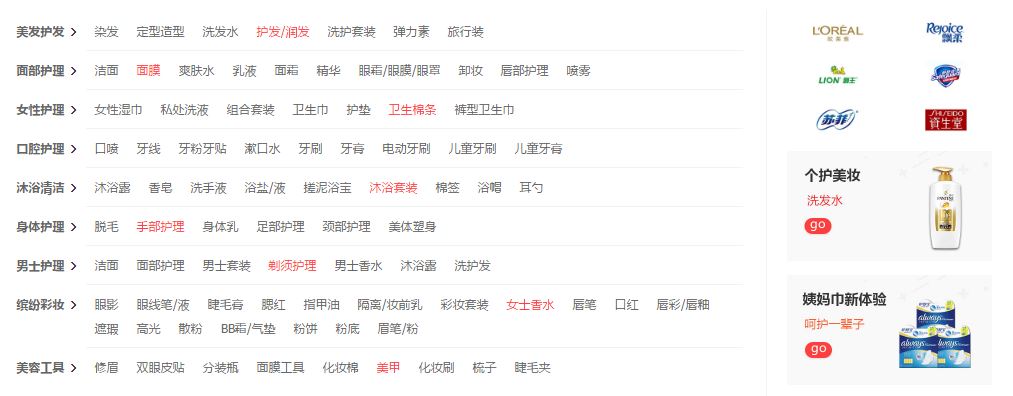 美发护发 > 染发 定型造型 洗发水 护发/润发 洗护套装 弹力素 旅行装
面部护理 > 洁面 面膜 爽肤水 乳液 面霜 精华 眼霜/眼膜/眼罩 卸妆 唇部护理 喷雾
女性护理 > 女性湿巾 私处洗液 组合套装 卫生巾 护垫 卫生棉条 裤型卫生巾
口腔护理 > 口喷 牙线 牙粉牙贴 漱口水 牙刷 牙膏 电动牙刷 儿童牙刷 儿童牙膏
沐浴清洁 > 沐浴露 香皂 洗手液 浴盐/液 搓泥浴宝 沐浴套装 棉签 浴帽 耳勺
身体护理 > 脱毛 手部护理 身体乳 足部护理 颈部护理 美体塑身
男士护理 > 洁面 面部护理 男士套装 剃须护理 男士香水 沐浴露 洗护发
缤纷彩妆 > 眼影 眼线笔/液 睫毛膏 腮红 指甲油 隔离/妆前乳 彩妆套装 女士香水 唇笔 口红 唇彩/唇釉
遮瑕 高光 散粉 BB霜/气垫 粉饼 粉底 眉笔/粉
美容工具 > 修眉 双眼皮贴 分装瓶 面膜工具 化妆棉 美甲 化妆刷 梳子 睫毛夹
L'ORÉAL
Rejoice
飘柔
LION 狮王
苏菲
SHISEIDO
資生堂
个护美妆
洗发水
go
PANTENE
姨妈巾新体验
呵护一辈子
go
always
always
always